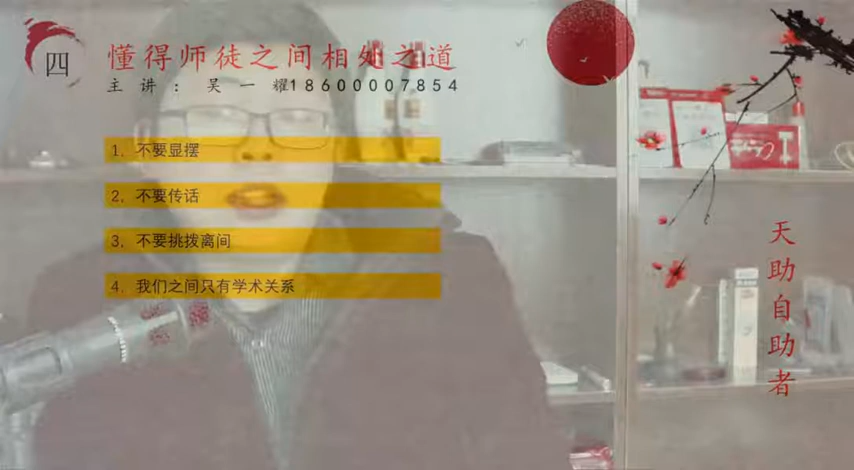 四
懂得师徒之间相处之道
主讲：吴一耀18600007854
1，不要显摆
2，不要传话
3，不要挑拨离间
4，我们之间只有学术关系
天助自助者